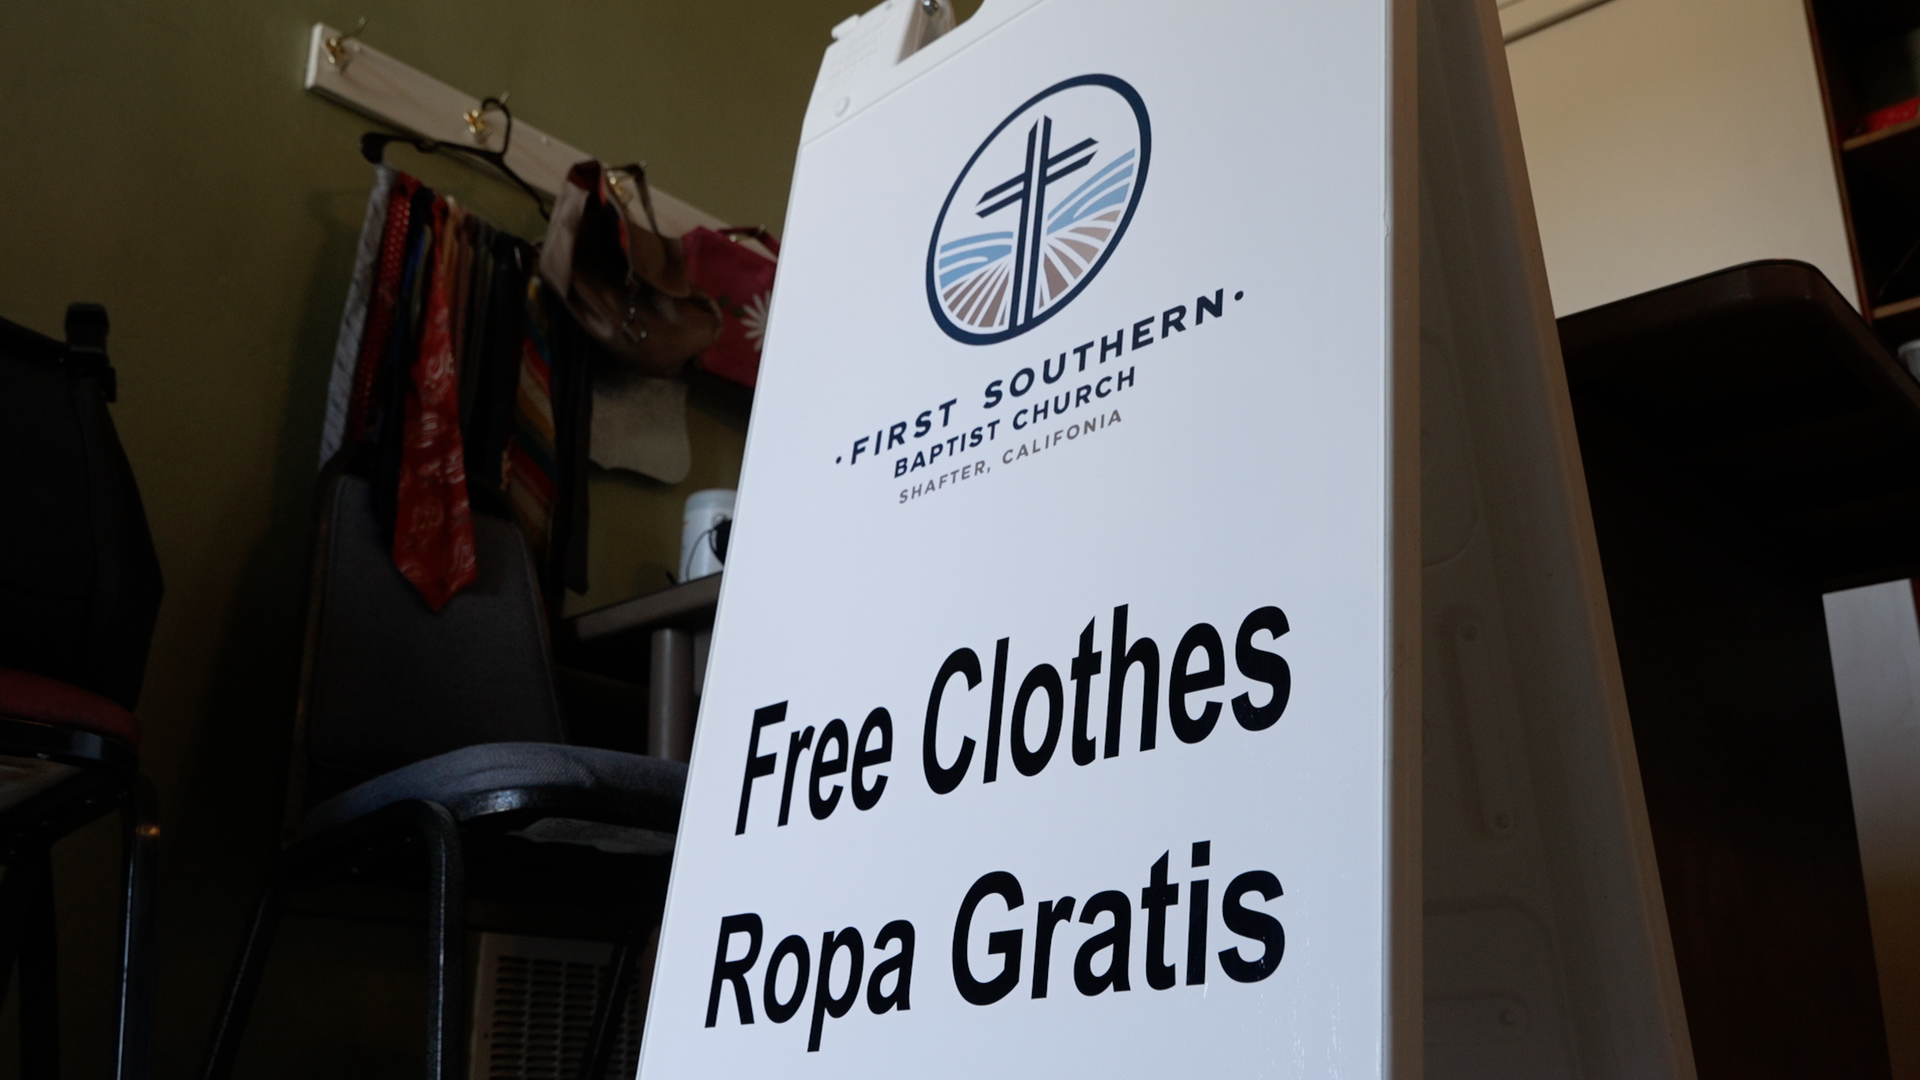 ·FIRST SOUTHERN·
BAPTIST CHURCH
SHAFTER, CALIFONIA
Free Clothes
Ropa Gratis